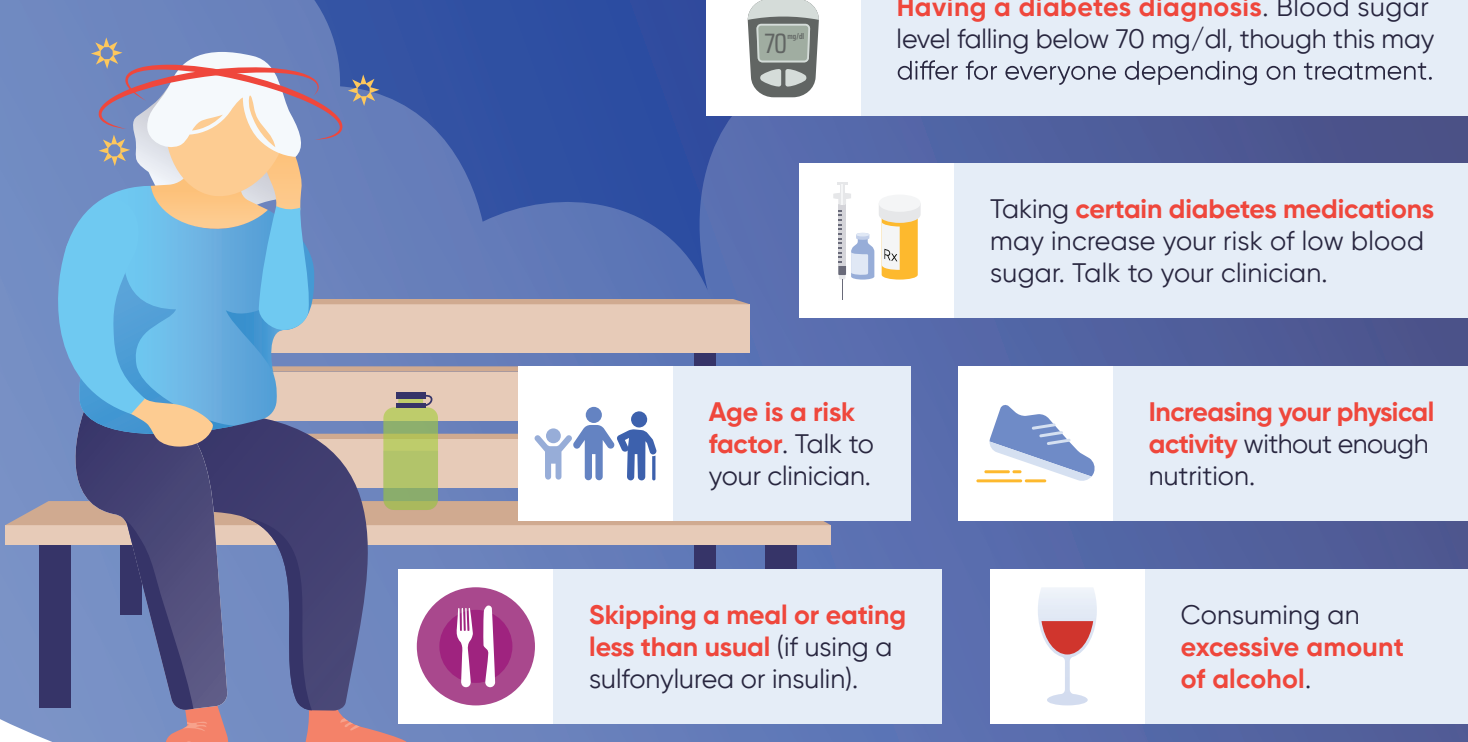 Having a diabetes diagnosis. Blood sugar
level falling below 70 mg/dl, though this may
differ for everyone depending on treatment.
70 mg/dl
Taking certain diabetes medications
may increase your risk of low blood
sugar. Talk to your clinician.
Rx
Age is a risk
factor. Talk to
your clinician.
Increasing your physical
activity without enough
nutrition.
Skipping a meal or eating
less than usual (if using a
sulfonylurea or insulin).
Consuming an
excessive amount
of alcohol.